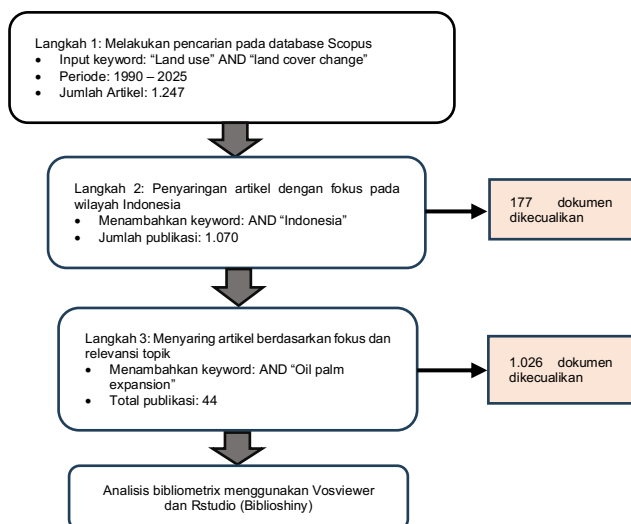 Langkah 1: Melakukan pencarian pada database Scopus
• Input keyword: “Land use” AND “land cover change”
• Periode: 1990 – 2025
• Jumlah Artikel: 1.247
Langkah 2: Penyaringan artikel dengan fokus pada
wilayah Indonesia
• Menambahkan keyword: AND “Indonesia”
• Jumlah publikasi: 1.070
177 dokumen
dikecualikan
Langkah 3: Menyaring artikel berdasarkan fokus dan
relevansi topik
• Menambahkan keyword: AND “Oil palm
expansion”
• Total publikasi: 44
1.026 dokumen
dikecualikan
Analisis bibliometrix menggunakan Vosviewer
dan Rstudio (Biblioshiny)